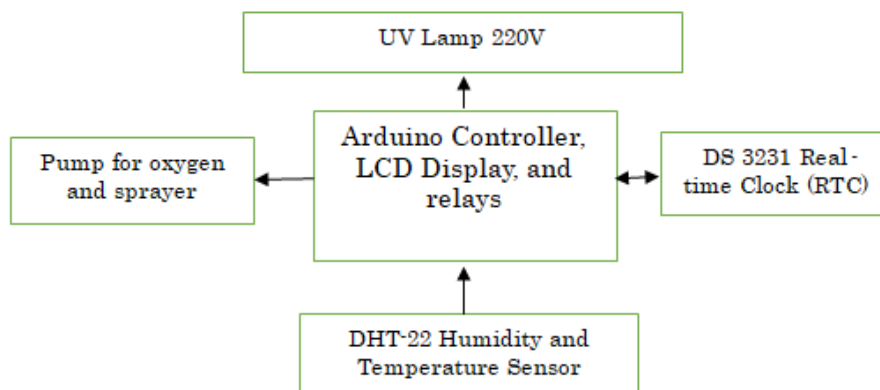 UV Lamp 220V
Arduino Controller,
LCD Display, and
relays
Pump for oxygen
and sprayer
DS 3231 Real-
time Clock (RTC)
DHT-22 Humidity and
Temperature Sensor